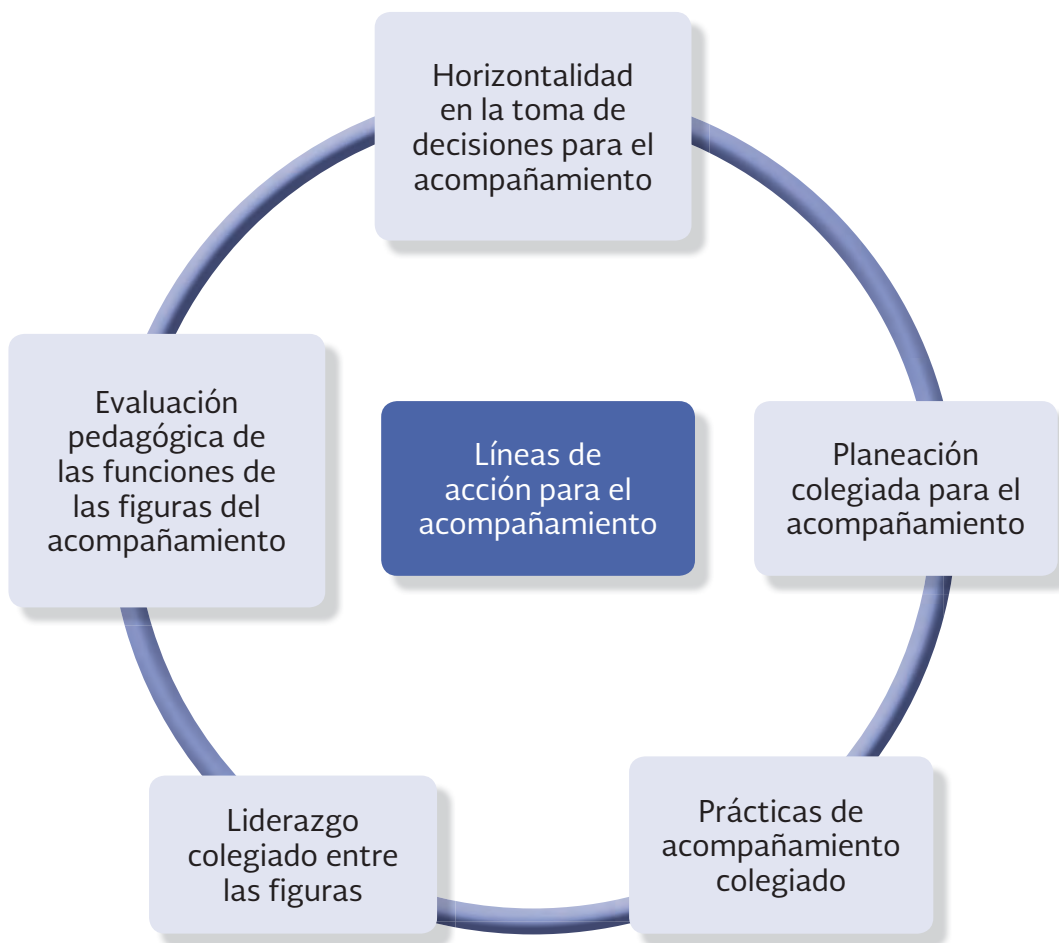 Horizontalidad
en la toma de
decisiones para el
acompañamiento
Evaluación
pedagógica de
las funciones de
las figuras del
acompañamiento
Líneas de
acción para el
acompañamiento
Planeación
colegiada para el
acompañamiento
Liderazgo
colegiado entre
las figuras
Prácticas de
acompañamiento
colegiado